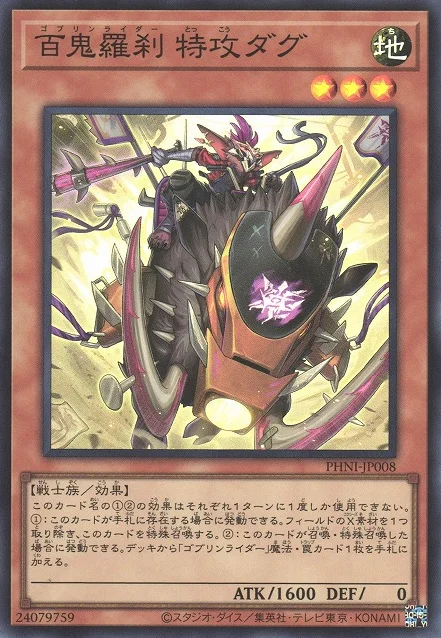 ゴブリンライダー とっこう
百鬼羅刹 特攻ダグ
ち
地
PHNI-JP008
[戦士族/効果]
このカード名の①②の効果はそれぞれ1ターンに1度しか使用できない。
①:このカードが手札に存在する場合に発動できる。フィールドのX素材を1つ
取り除き、このカードを特殊召喚する。②:このカードが召喚・特殊召喚した
場合に発動できる。デッキから「ゴブリンライダー」魔法・罠カード1枚を手札に
加える。
ATK/1600 DEF/ 0
24079759 ©スタジオ・ダイス/集英社・テレビ東京・KONAMI